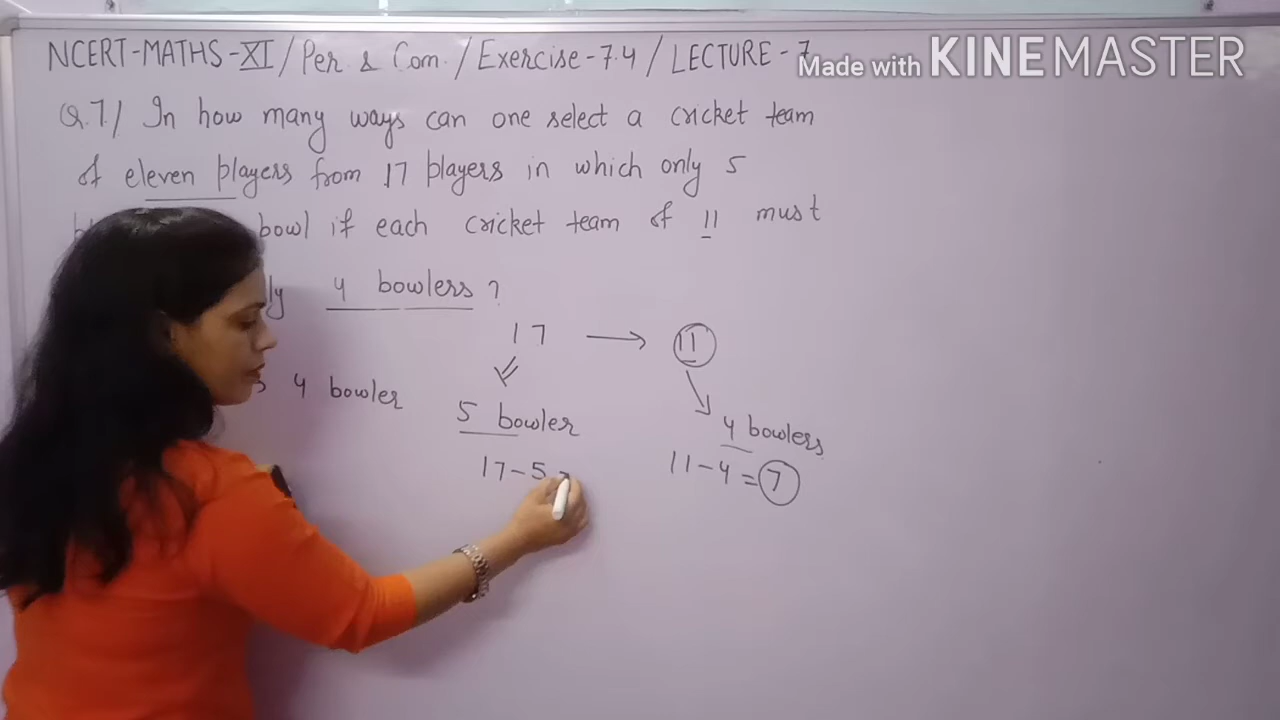 NCERT-MATHS-XI / Per & Com. / Exercise-7.4 / LECTURE-7
Made with KINEMASTER
Q.7/ In how many ways can one select a cricket team
of eleven players from 17 players in which only 5
bowl if each cricket team of 11 must
4 bowlers ?
17 → 11
4 bowler
5 bowler
4 bowlers
17-5
11-4=7